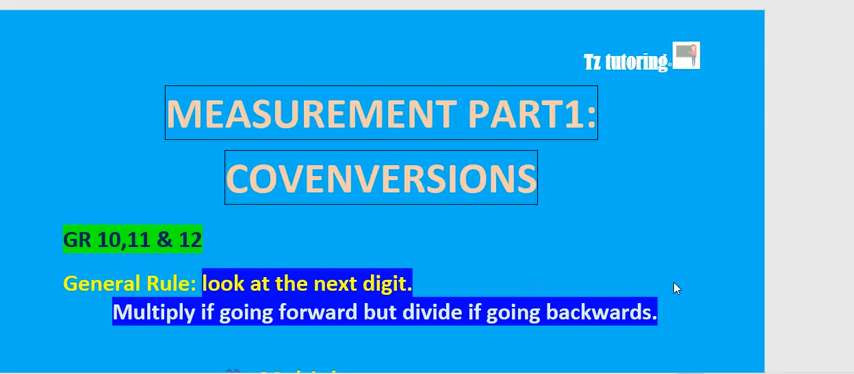 Tz tutoring.
MEASUREMENT PART1:
COVENVERSIONS
GR 10,11 & 12
General Rule: look at the next digit.
Multiply if going forward but divide if going backwards.